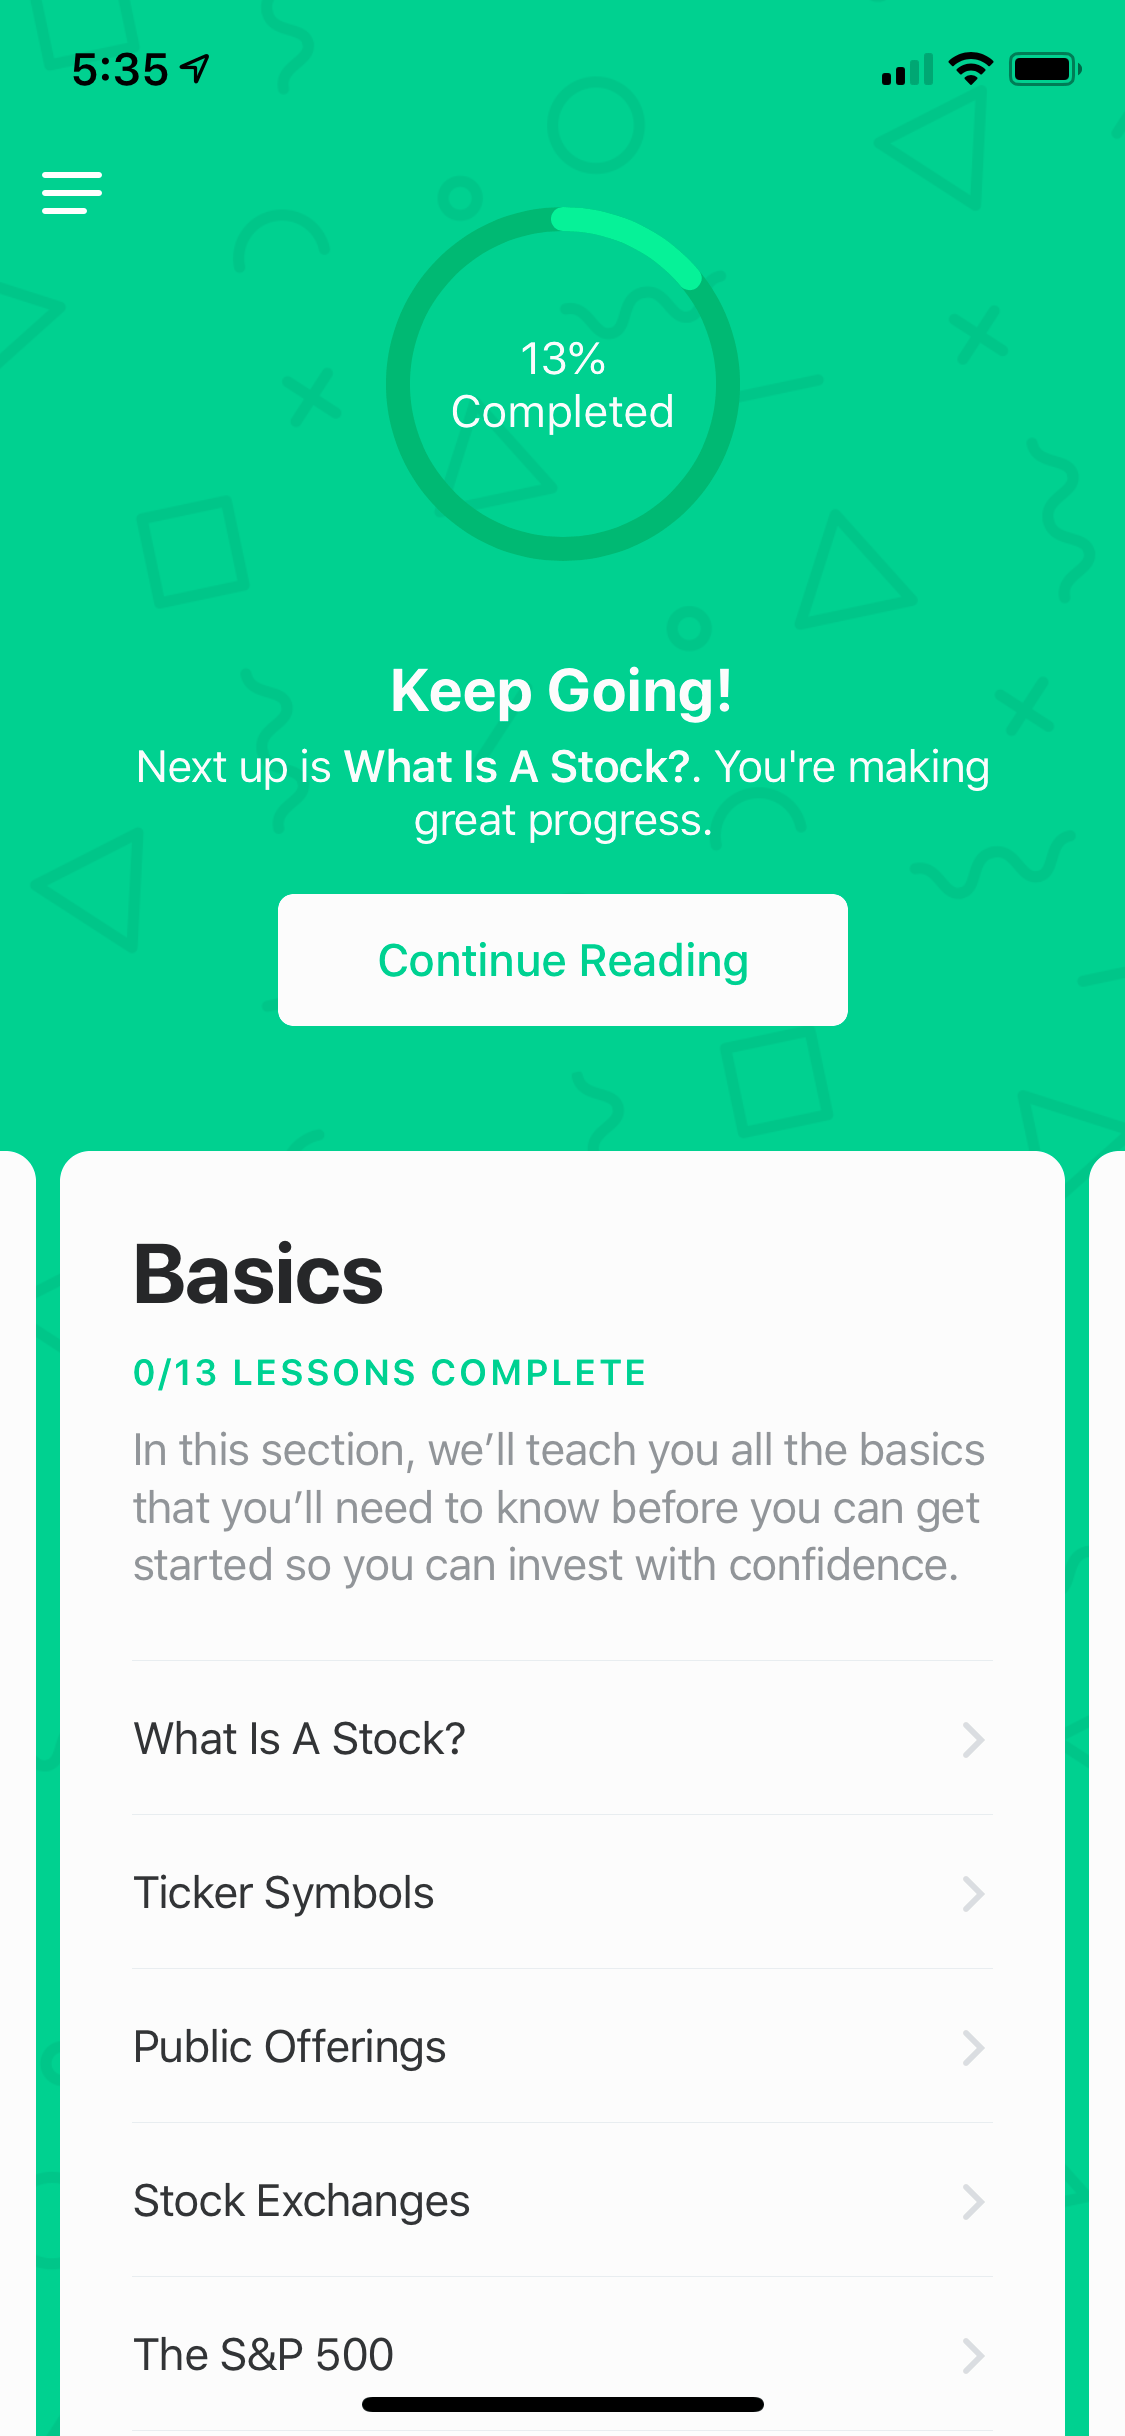 5:35
13%
Completed
Keep Going!
Next up is What Is A Stock?. You're making
great progress.
Continue Reading
Basics
0/13 LESSONS COMPLETE
In this section, we’ll teach you all the basics
that you’ll need to know before you can get
started so you can invest with confidence.
What Is A Stock?
Ticker Symbols
Public Offerings
Stock Exchanges
The S&P 500